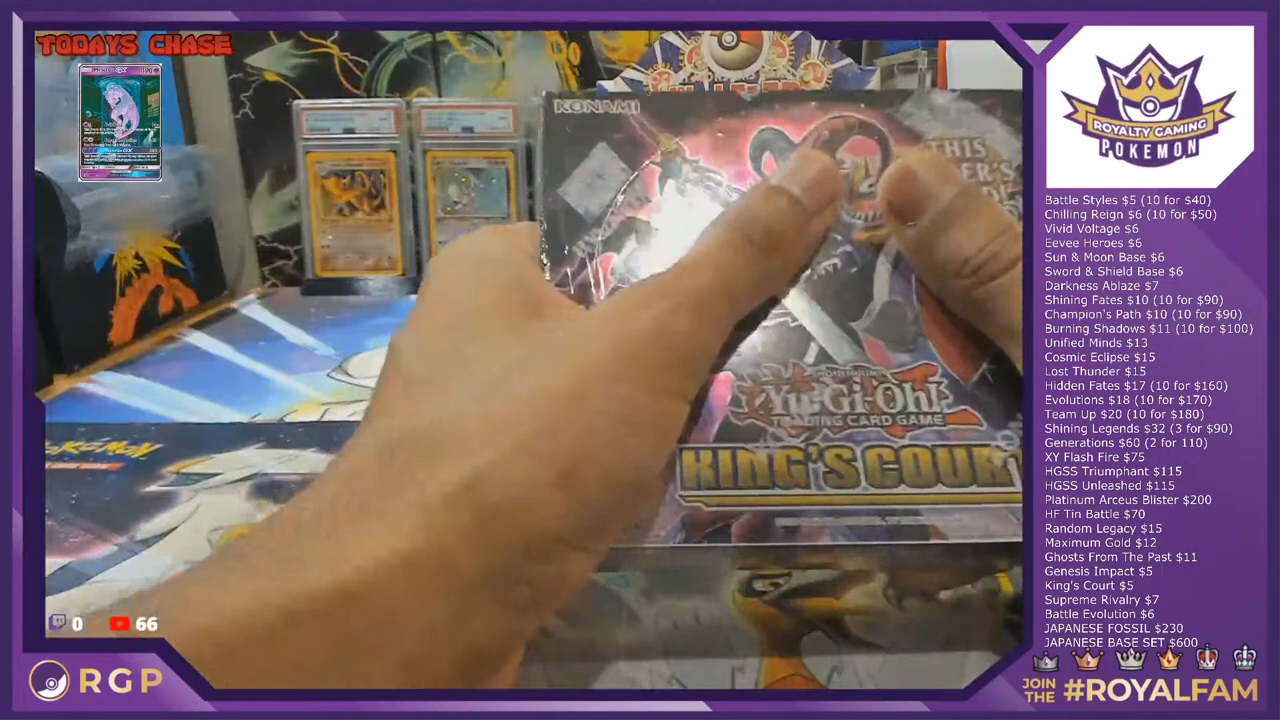 TODAYS CHASE
KONAMI
THIS
Yu-Gi-Oh!
TRADING CARD GAME
KING'S COUR
POKéMON
0
66
RGP
ROYALTY GAMING
POKEMON
Battle Styles $5 (10 for $40)
Chilling Reign $6 (10 for $50)
Vivid Voltage $6
Eevee Heroes $6
Sun & Moon Base $6
Sword & Shield Base $6
Darkness Ablaze $7
Shining Fates $10 (10 for $90)
Champion's Path $10 (10 for $90)
Burning Shadows $11 (10 for $100)
Unified Minds $13
Cosmic Eclipse $15
Lost Thunder $15
Hidden Fates $17 (10 for $160)
Evolutions $18 (10 for $170)
Team Up $20 (10 for $180)
Shining Legends $32 (3 for $90)
Generations $60 (2 for 110)
XY Flash Fire $75
HGSS Triumphant $115
HGSS Unleashed $115
Platinum Arceus Blister $200
HF Tin Battle $70
Random Legacy $15
Maximum Gold $12
Ghosts From The Past $11
Genesis Impact $5
King's Court $5
Supreme Rivalry $7
Battle Evolution $6
JAPANESE FOSSIL $230
JAPANESE BASE SET $600
JOIN
THE #ROYALFAM